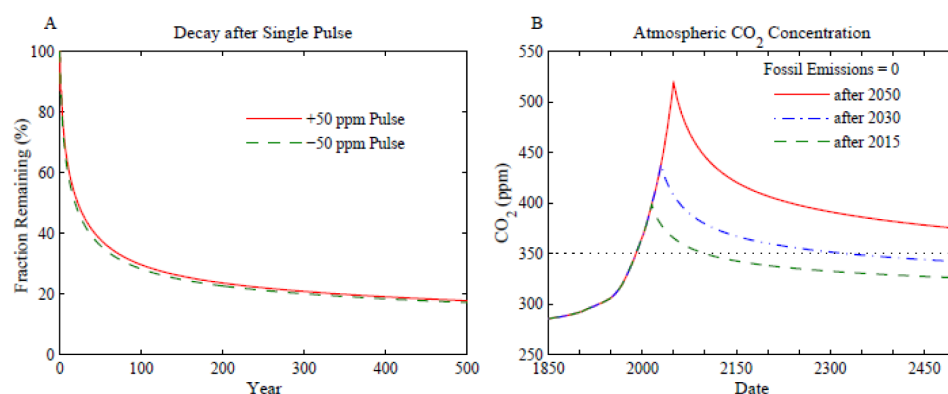 A
Decay after Single Pulse
100
80
60
40
20
0
Fraction Remaining (%)
+50 ppm Pulse
−50 ppm Pulse
0 100 200 300 400 500
Year
B
Atmospheric CO2 Concentration
550
500
450
400
350
300
250
CO2 (ppm)
Fossil Emissions = 0
after 2050
after 2030
after 2015
1850 2000 2150 2300 2450
Date